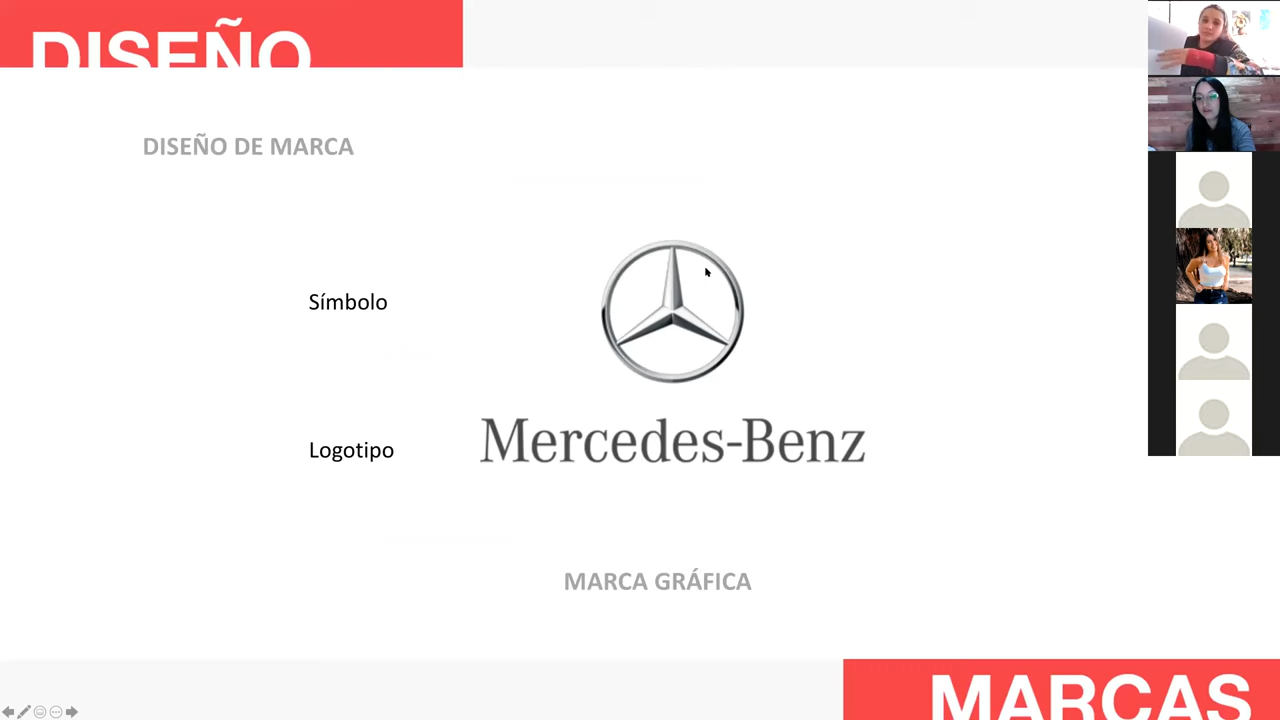 DISEÑO
DISEÑO DE MARCA
Símbolo
Logotipo
Mercedes-Benz
MARCA GRÁFICA
MARCAS